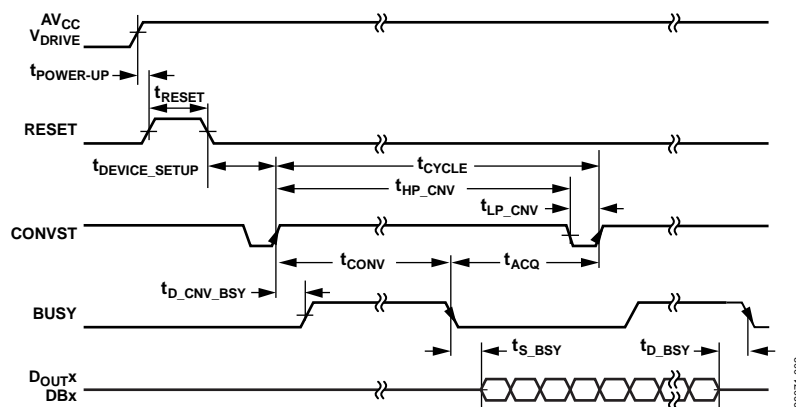 AVCC
VDRIVE
tPOWER-UP
tRESET
RESET
tDEVICE_SETUP
tCYCLE
tHP_CNV
tLP_CNV
CONVST
tCONV
tACQ
tD_CNV_BSY
BUSY
tS_BSY
tD_BSY
DOUTx
DBx